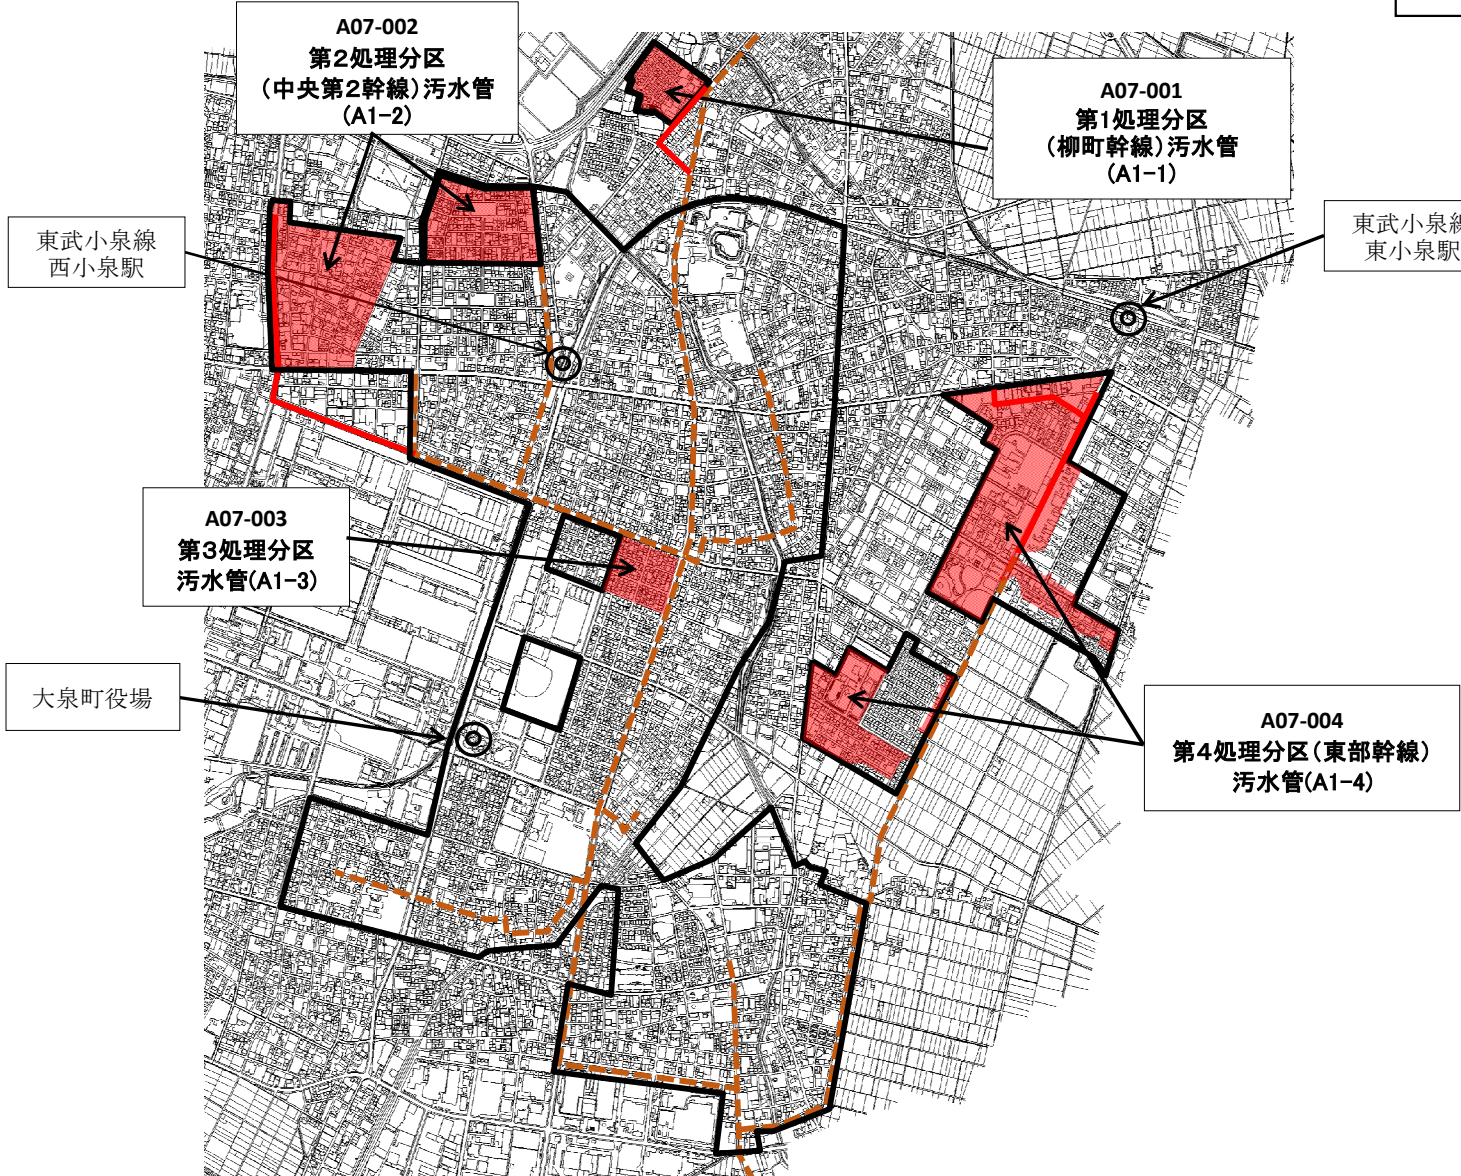 A07-002
第2処理分区
(中央第2幹線)汚水管
(A1-2)
A07-001
第1処理分区
(柳町幹線)汚水管
(A1-1)
東武小泉線
西小泉駅
東武小泉線
東小泉駅
A07-003
第3処理分区
汚水管(A1-3)
大泉町役場
A07-004
第4処理分区(東部幹線)
汚水管(A1-4)